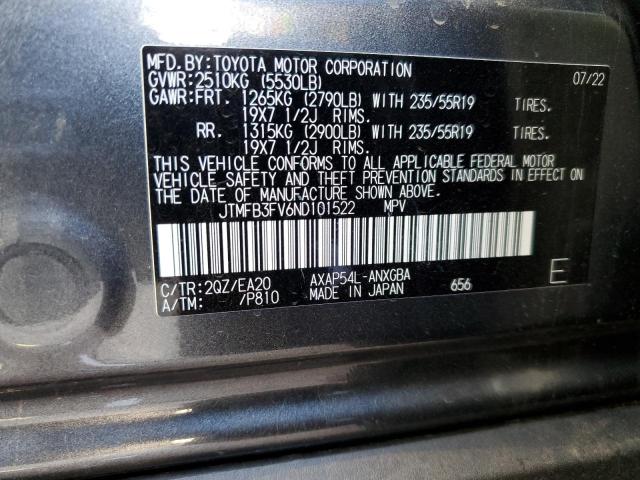 MFD.BY:TOYOTA MOTOR CORPORATION 07/22
GVWR:2510KG (5530LB)
GAWR:FRT. 1265KG (2790LB) WITH 235/55R19 TIRES.
19X7 1/2J RIMS.
RR. 1315KG (2900LB) WITH 235/55R19 TIRES.
19X7 1/2J RIMS.
THIS VEHICLE CONFORMS TO ALL APPLICABLE FEDERAL MOTOR
VEHICLE SAFETY AND THEFT PREVENTION STANDARDS IN EFFECT ON
THE DATE OF MANUFACTURE SHOWN ABOVE.
JTMFB3FV6ND101522 MPV
C/TR:2QZ/EA20 AXAP54L-ANXGBA E
A/TM: /P810 MADE IN JAPAN 656